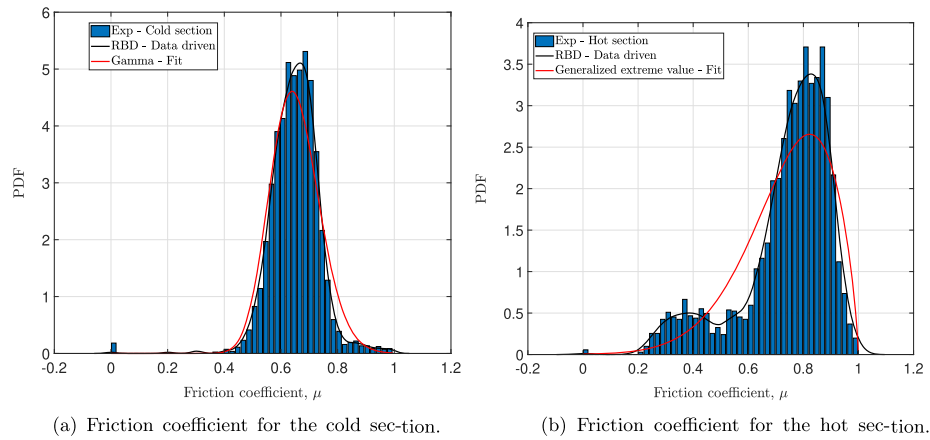 6
5
4
3
2
1
0
-0.2
0
0.2
0.4
0.6
0.8
1
1.2
PDF
Friction coefficient, μ
Exp - Cold section
RBD - Data driven
Gamma - Fit
(a) Friction coefficient for the cold sec-tion.
4
3.5
3
2.5
2
1.5
1
0.5
0
-0.2
0
0.2
0.4
0.6
0.8
1
1.2
PDF
Friction coefficient, μ
Exp - Hot section
RBD - Data driven
Generalized extreme value - Fit
(b) Friction coefficient for the hot sec-tion.